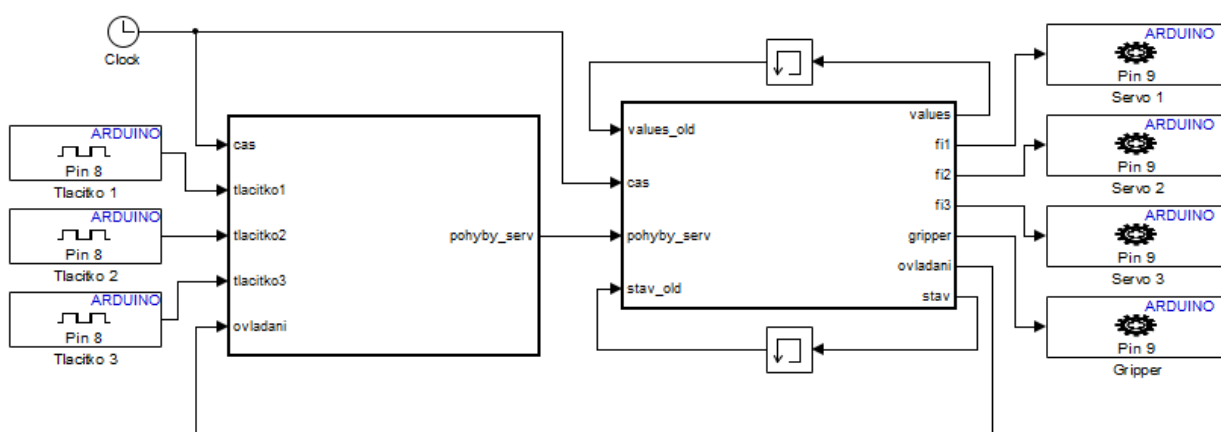 Clock
ARDUINO
Pin 8
Tlacitko 1
ARDUINO
Pin 8
Tlacitko 2
ARDUINO
Pin 8
Tlacitko 3
cas
tlacitko1
tlacitko2
tlacitko3
ovladani
pohyby_serv
values_old
cas
pohyby_serv
stav_old
values
fi1
fi2
fi3
gripper
ovladani
stav
ARDUINO
Pin 9
Servo 1
ARDUINO
Pin 9
Servo 2
ARDUINO
Pin 9
Servo 3
ARDUINO
Pin 9
Gripper